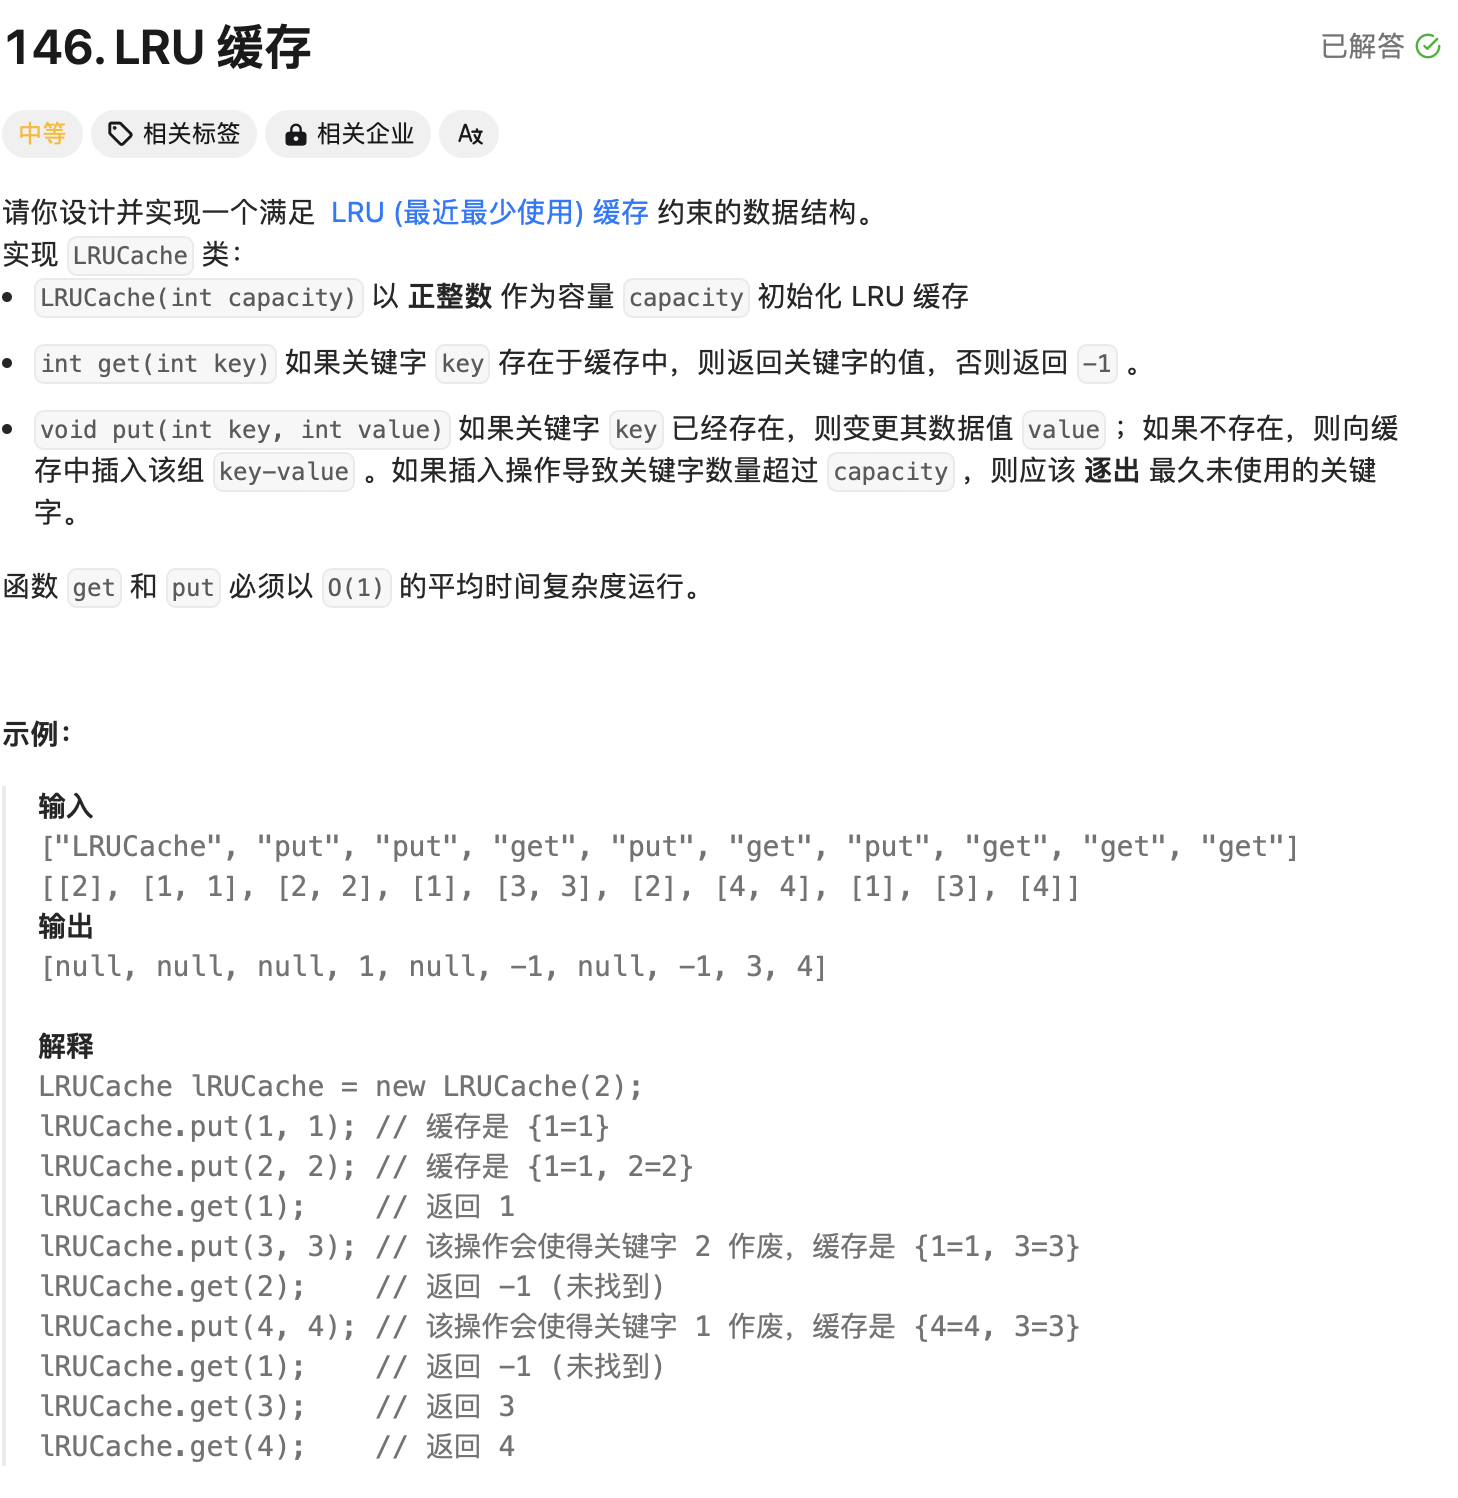 146. LRU 缓存
已解答
中等
相关标签
相关企业
请你设计并实现一个满足 LRU (最近最少使用) 缓存 约束的数据结构。
实现 LRUCache 类：
LRUCache(int capacity) 以 正整数 作为容量 capacity 初始化 LRU 缓存
int get(int key) 如果关键字 key 存在于缓存中，则返回关键字的值，否则返回 -1 。
void put(int key, int value) 如果关键字 key 已经存在，则变更其数据值 value ；如果不存在，则向缓
存中插入该组 key-value 。如果插入操作导致关键字数量超过 capacity ，则应该 逐出 最久未使用的关键
字。
函数 get 和 put 必须以 O(1) 的平均时间复杂度运行。
示例：
输入
["LRUCache", "put", "put", "get", "put", "get", "put", "get", "get", "get"]
[[2], [1, 1], [2, 2], [1], [3, 3], [2], [4, 4], [1], [3], [4]]
输出
[null, null, null, 1, null, -1, null, -1, 3, 4]
解释
LRUCache lRUCache = new LRUCache(2);
lRUCache.put(1, 1); // 缓存是 {1=1}
lRUCache.put(2, 2); // 缓存是 {1=1, 2=2}
lRUCache.get(1);    // 返回 1
lRUCache.put(3, 3); // 该操作会使得关键字 2 作废，缓存是 {1=1, 3=3}
lRUCache.get(2);    // 返回 -1 (未找到)
lRUCache.put(4, 4); // 该操作会使得关键字 1 作废，缓存是 {4=4, 3=3}
lRUCache.get(1);    // 返回 -1 (未找到)
lRUCache.get(3);    // 返回 3
lRUCache.get(4);    // 返回 4